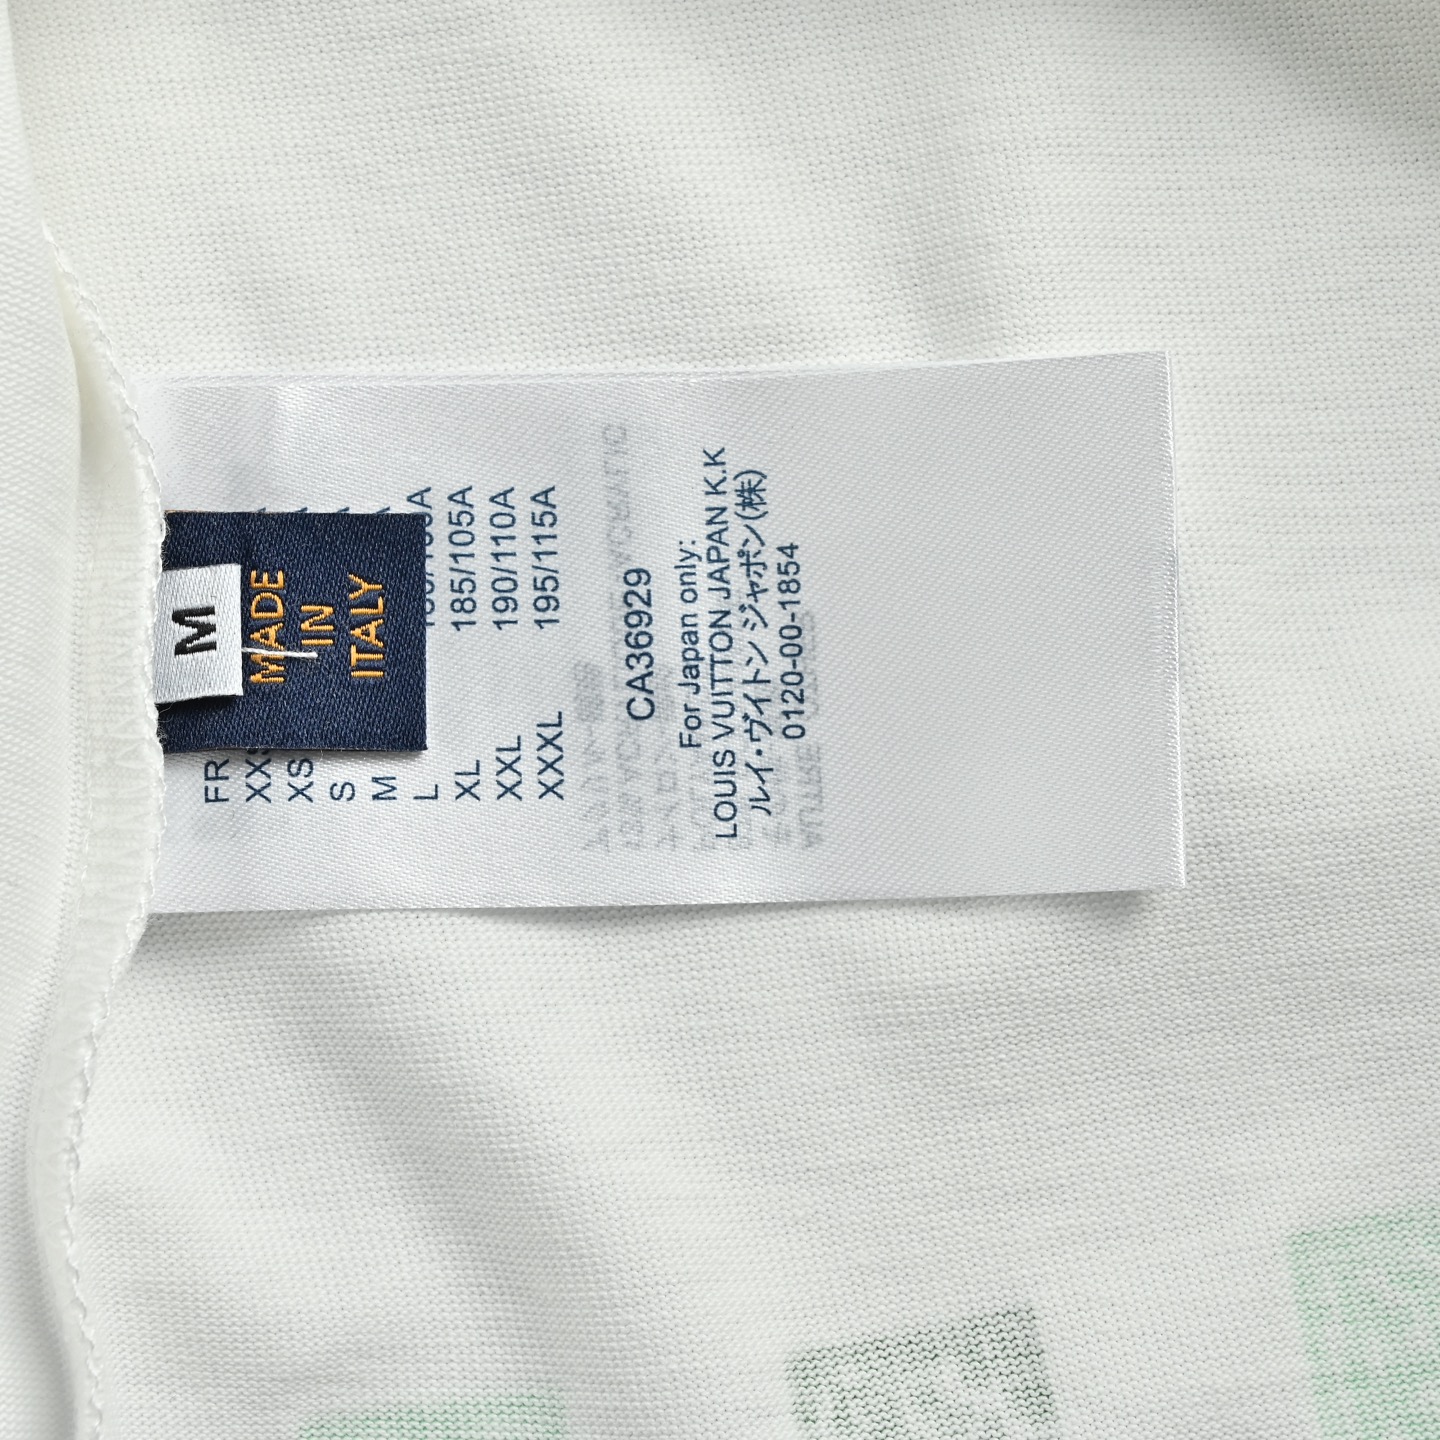 M
MADE
IN
ITALY
FR
XS
S
M
L
XL 185/105A
XXL 190/110A
XXXL 195/115A
CA36929
For Japan only:
LOUIS VUITTON JAPAN K.K
ルイ・ヴィトン ジャポン(株)
0120-00-1854